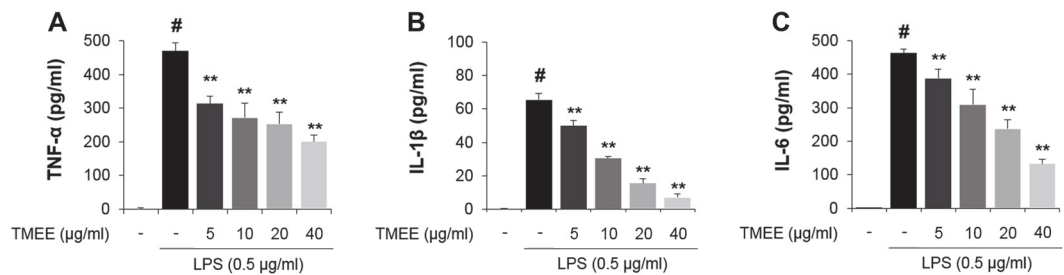 A
TNF-α (pg/ml)
500
400
300
200
100
0
#
**
**
**
**
TMEE (μg/ml)
- - 5 10 20 40
LPS (0.5 μg/ml)
B
IL-1β (pg/ml)
100
80
60
40
20
0
#
**
**
**
**
- - 5 10 20 40
TMEE (μg/ml)
LPS (0.5 μg/ml)
C
IL-6 (pg/ml)
500
400
300
200
100
0
#
**
**
**
**
TMEE (μg/ml)
- - 5 10 20 40
LPS (0.5 μg/ml)